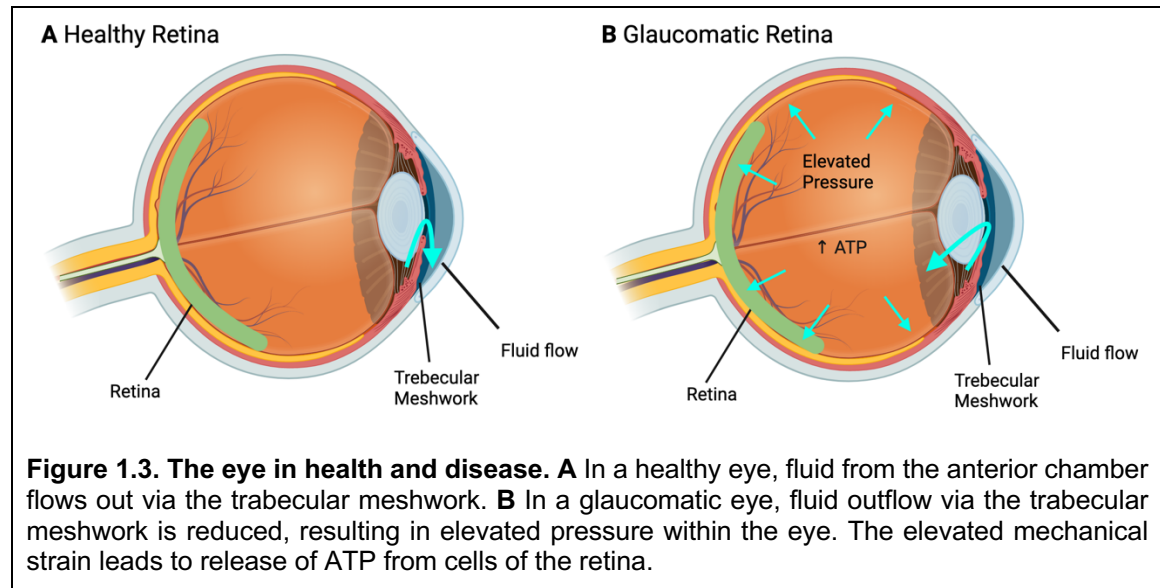 A Healthy Retina
Retina
Trebecular
Meshwork
Fluid flow
B Glaucomatic Retina
Elevated
Pressure
↑ ATP
Retina
Trebecular
Meshwork
Fluid flow
Figure 1.3. The eye in health and disease. A In a healthy eye, fluid from the anterior chamber
flows out via the trabecular meshwork. B In a glaucomatic eye, fluid outflow via the trabecular
meshwork is reduced, resulting in elevated pressure within the eye. The elevated mechanical
strain leads to release of ATP from cells of the retina.